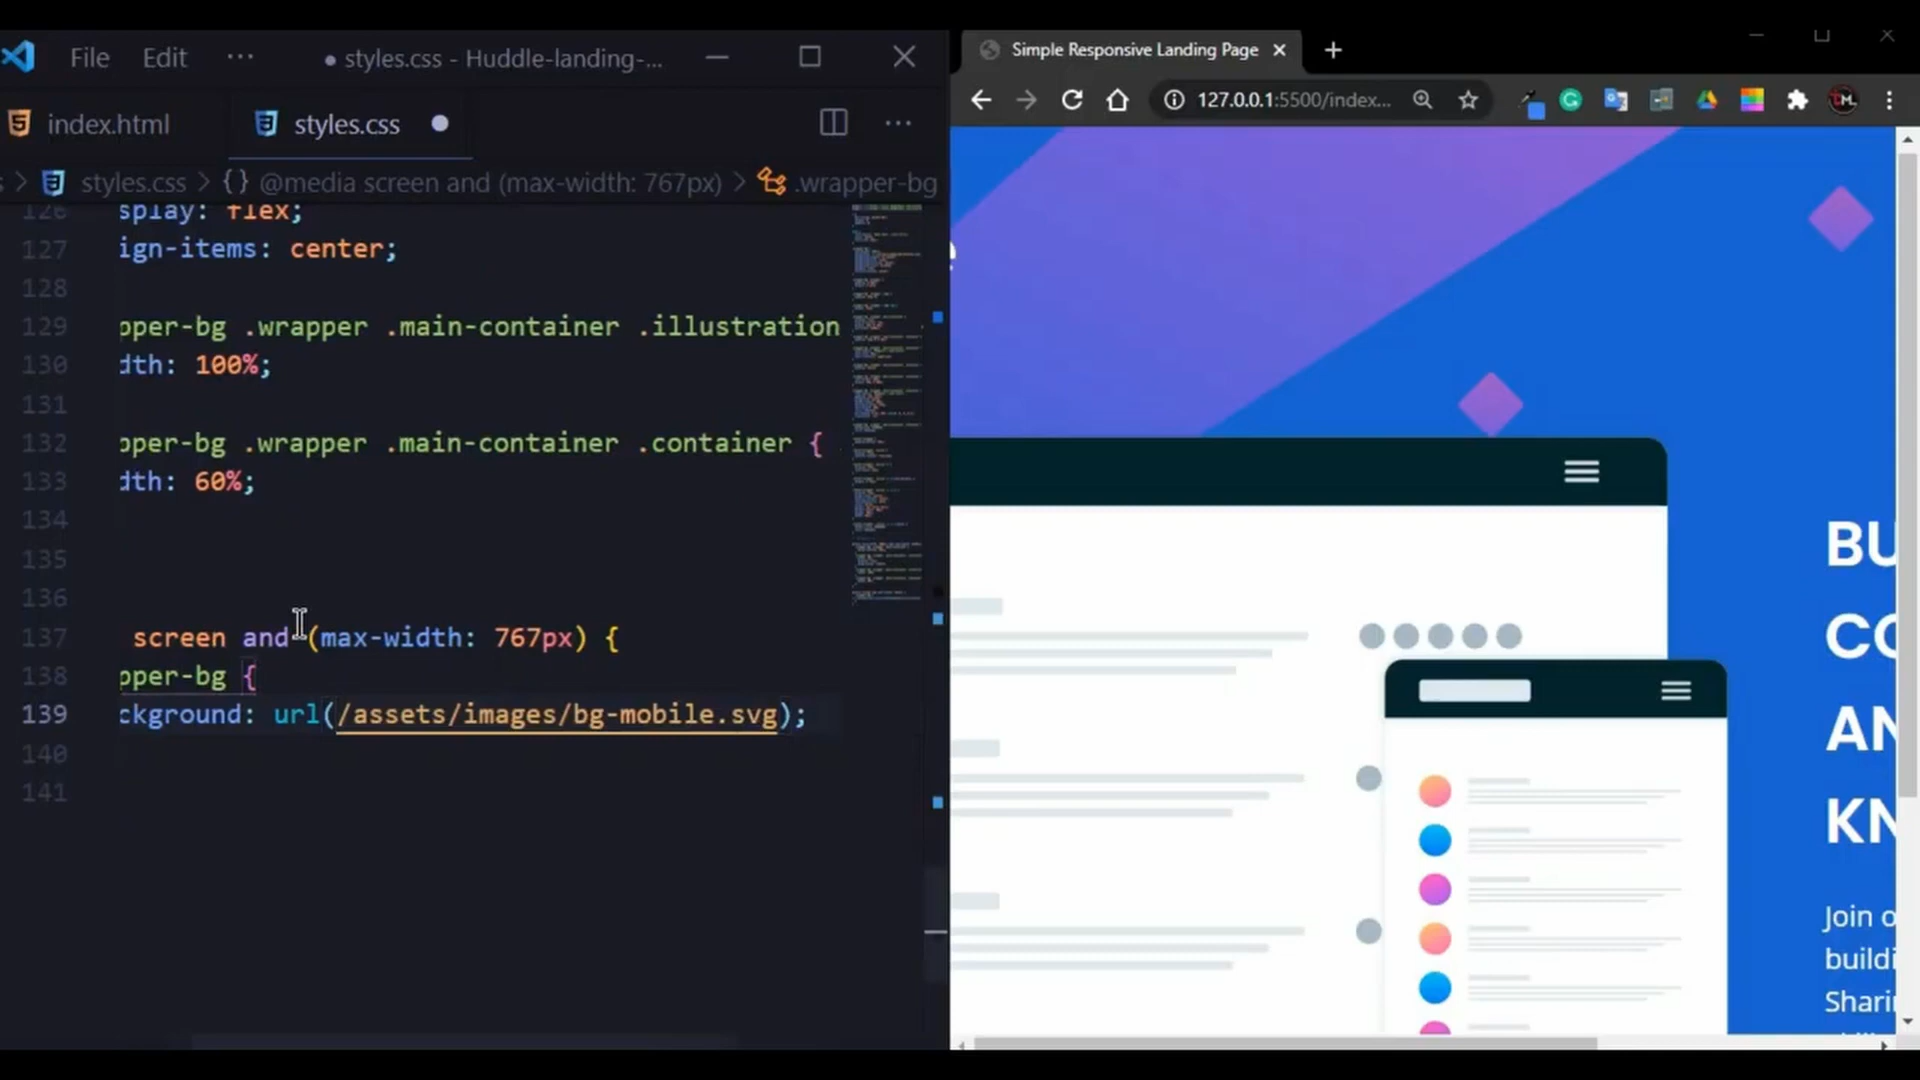 File Edit ··· ● styles.css - Huddle-landing-...
index.html styles.css ● ···
s > styles.css > {} @media screen and (max-width: 767px) > .wrapper-bg
126 splay: flex;
127 ign-items: center;
128
129 pper-bg .wrapper .main-container .illustration
130 dth: 100%;
131
132 pper-bg .wrapper .main-container .container {
133 dth: 60%;
134
135
136
137 screen and (max-width: 767px) {
138 pper-bg {
139 ckground: url(/assets/images/bg-mobile.svg);
140
141
Simple Responsive Landing Page
127.0.0.1:5500/index...
BU
CO
AN
KN
Join o
buildi
Sharin